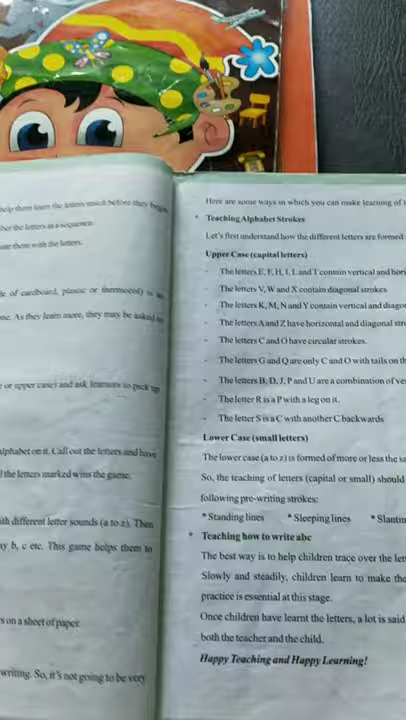 help them learn the letters much before they begin
ber the letters in a sequence.
ate them with the letters.
of cardboard, plastic or thermocol) is
As they learn more, they may be asked to
or upper case) and ask learners to pick up
alphabet on it. Call out the letters and have
the letters marked wins the game.
ith different letter sounds (a to z). Then
ay b, c etc. This game helps them to
s on a sheet of paper.
writing. So, it's not going to be very
Here are some ways in which you can make learning of
* Teaching Alphabet Strokes
Let's first understand how the different letters are formed
Upper Case (capital letters)
- The letters E, F, H, I, L and T contain vertical and hori
- The letters V, W and X contain diagonal strokes.
- The letters K, M, N and Y contain vertical and diagon
- The letters A and Z have horizontal and diagonal stro
- The letters C and O have circular strokes.
- The letters G and Q are only C and O with tails on th
- The letters B, D, J, P and U are a combination of ve
- The letter R is a P with a leg on it.
- The letter S is a C with another C backwards
Lower Case (small letters)
The lower case (a to z) is formed of more or less the sa
So, the teaching of letters (capital or small) should
following pre-writing strokes:
* Standing lines * Sleeping lines * Slantin
* Teaching how to write abc
The best way is to help children trace over the lett
Slowly and steadily, children learn to make the
practice is essential at this stage.
Once children have learnt the letters, a lot is said
both the teacher and the child.
Happy Teaching and Happy Learning!